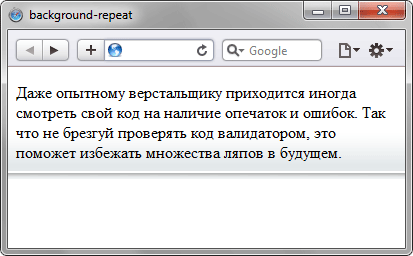 background-repeat
Google
Даже опытному верстальщику приходится иногда
смотреть свой код на наличие опечаток и ошибок. Так
что не брезгуй проверять код валидатором, это
поможет избежать множества ляпов в будущем.